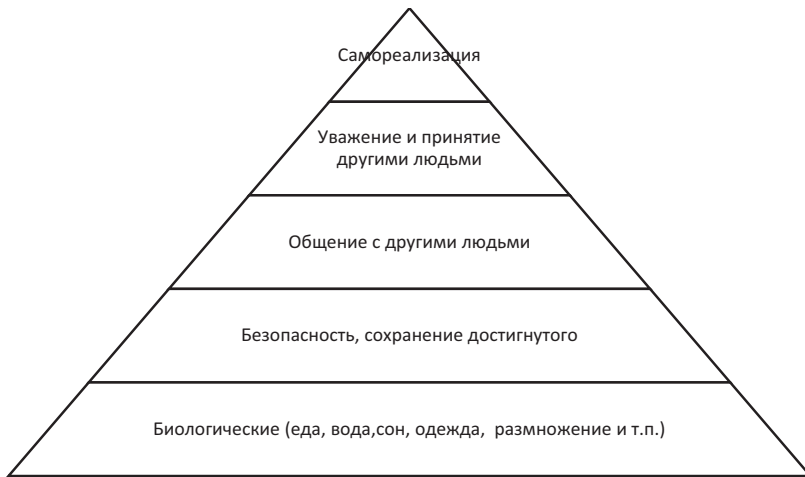 Самореализация
Уважение и принятие
другими людьми
Общение с другими людьми
Безопасность, сохранение достигнутого
Биологические (еда, вода,сон, одежда,  размножение и т.п.)